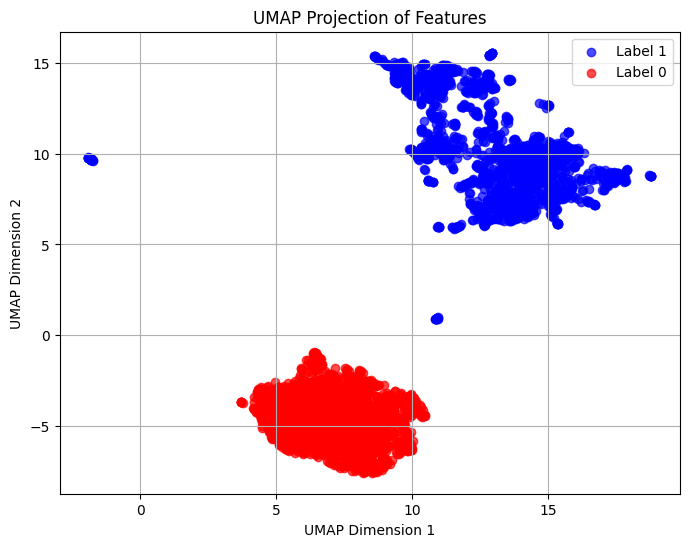 UMAP Projection of Features
Label 1
Label 0
UMAP Dimension 2
15
10
5
0
−5
0
5
10
15
UMAP Dimension 1